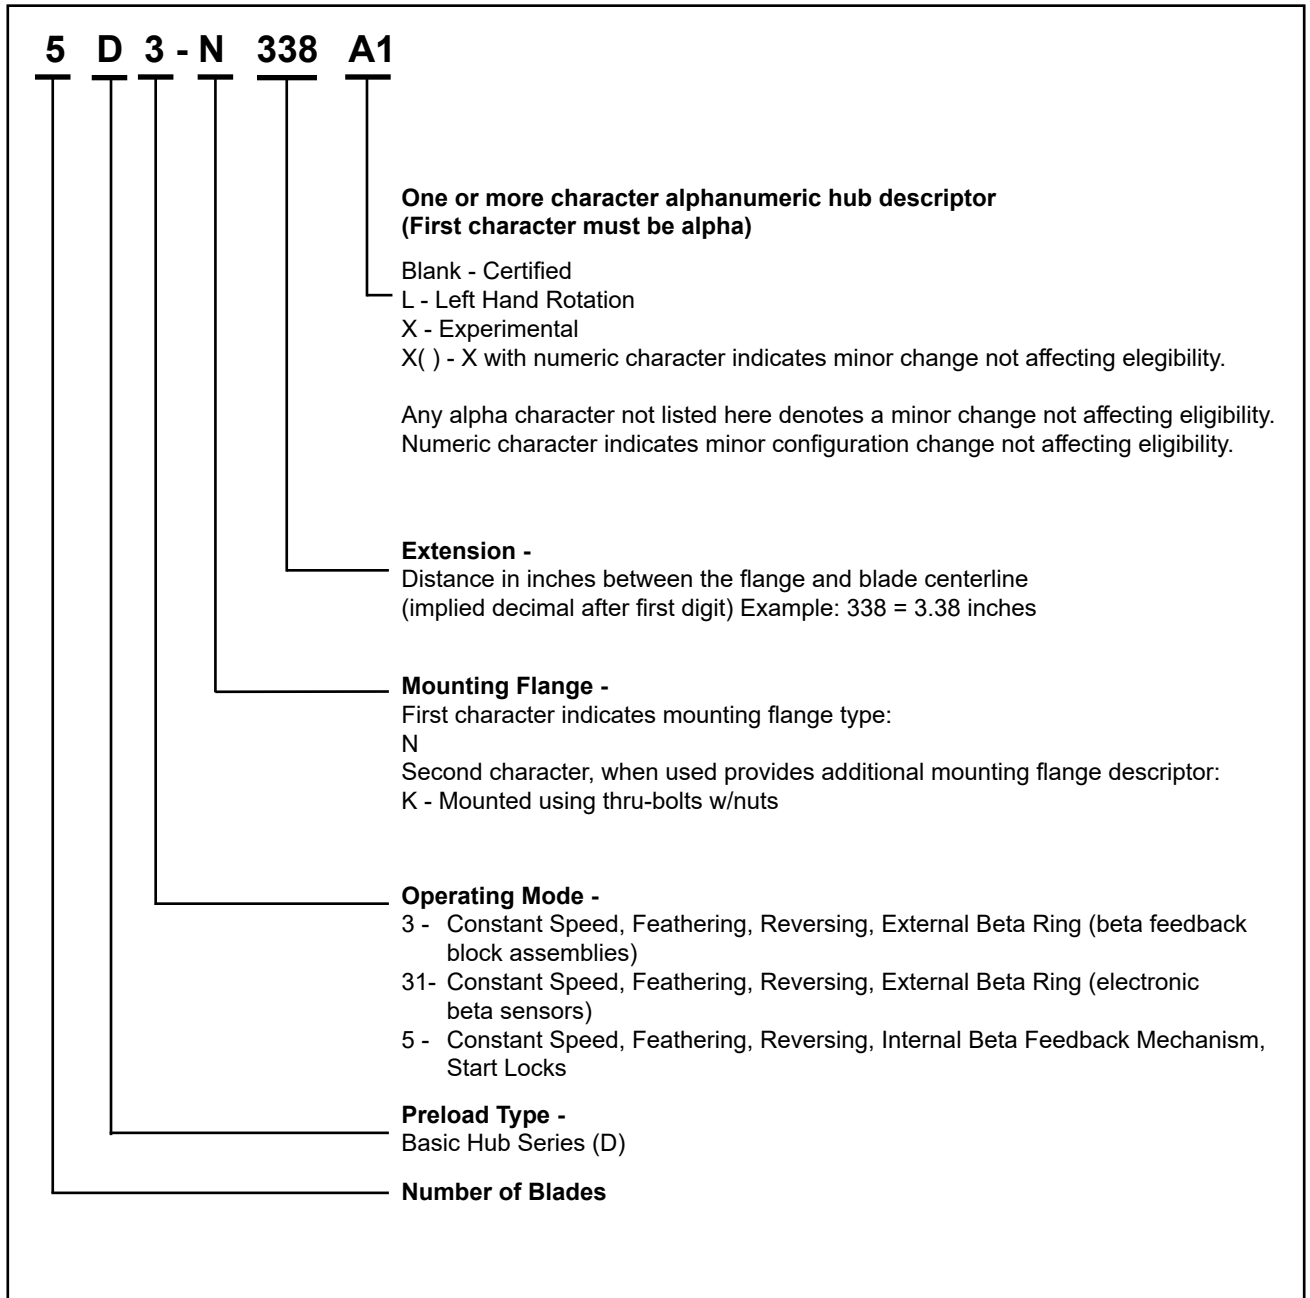 5 D 3 - N 338 A1
One or more character alphanumeric hub descriptor
(First character must be alpha)
Blank - Certified
L - Left Hand Rotation
X - Experimental
X( ) - X with numeric character indicates minor change not affecting elegibility.
Any alpha character not listed here denotes a minor change not affecting eligibility.
Numeric character indicates minor configuration change not affecting eligibility.
Extension -
Distance in inches between the flange and blade centerline
(implied decimal after first digit) Example: 338 = 3.38 inches
Mounting Flange -
First character indicates mounting flange type:
N
Second character, when used provides additional mounting flange descriptor:
K - Mounted using thru-bolts w/nuts
Operating Mode -
3 - Constant Speed, Feathering, Reversing, External Beta Ring (beta feedback
block assemblies)
31- Constant Speed, Feathering, Reversing, External Beta Ring (electronic
beta sensors)
5 - Constant Speed, Feathering, Reversing, Internal Beta Feedback Mechanism,
Start Locks
Preload Type -
Basic Hub Series (D)
Number of Blades